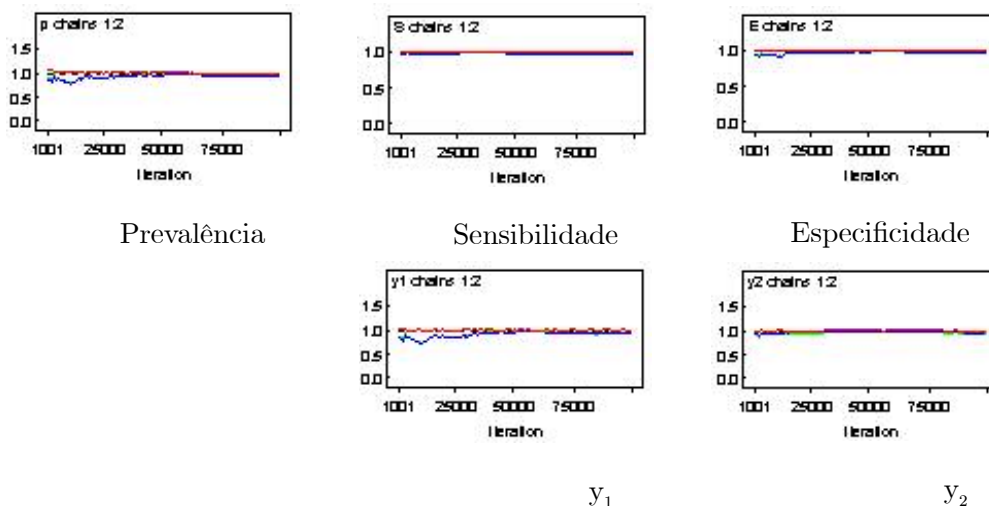 p chains 1:2
1.5
1.0
0.5
0.0
1001 25000 50000 75000
Iteration
Prevalência
S chains 1:2
1.0
0.5
0.0
1001 25000 50000 75000
Iteration
Sensibilidade
E chains 1:2
1.0
0.5
0.0
1001 25000 50000 75000
Iteration
Especificidade
y1 chains 1:2
1.5
1.0
0.5
0.0
1001 25000 50000 75000
Iteration
y₁
y2 chains 1:2
1.5
1.0
0.5
0.0
1001 25000 50000 75000
Iteration
y₂